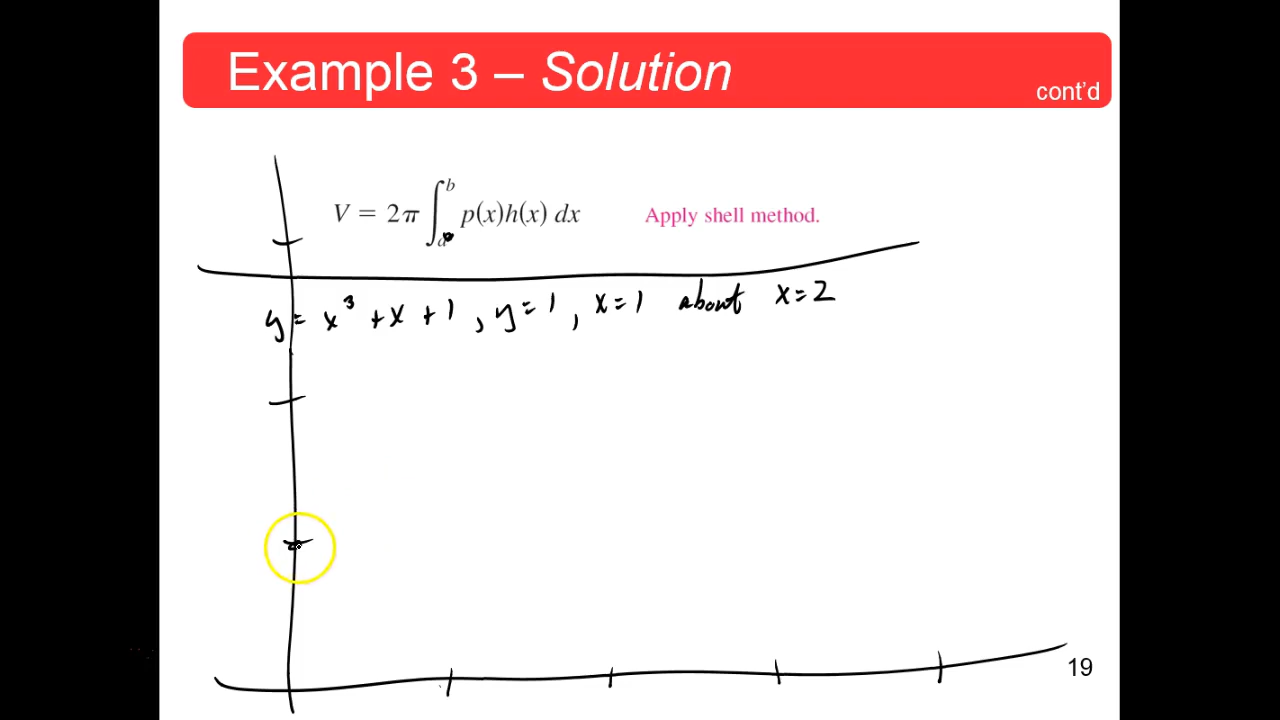 Example 3 – Solution
cont'd
V = 2π ∫_a^b p(x)h(x) dx Apply shell method.
y = x³ + x + 1, y = 1, x = 1 about x = 2
19